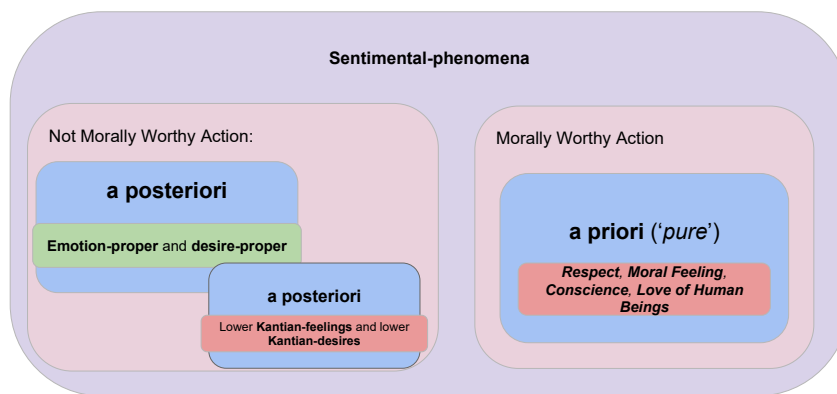 Sentimental-phenomena
Not Morally Worthy Action:
a posteriori
Emotion-proper and desire-proper
a posteriori
Lower Kantian-feelings and lower
Kantian-desires
Morally Worthy Action
a priori (‘pure’)
Respect, Moral Feeling,
Conscience, Love of Human
Beings